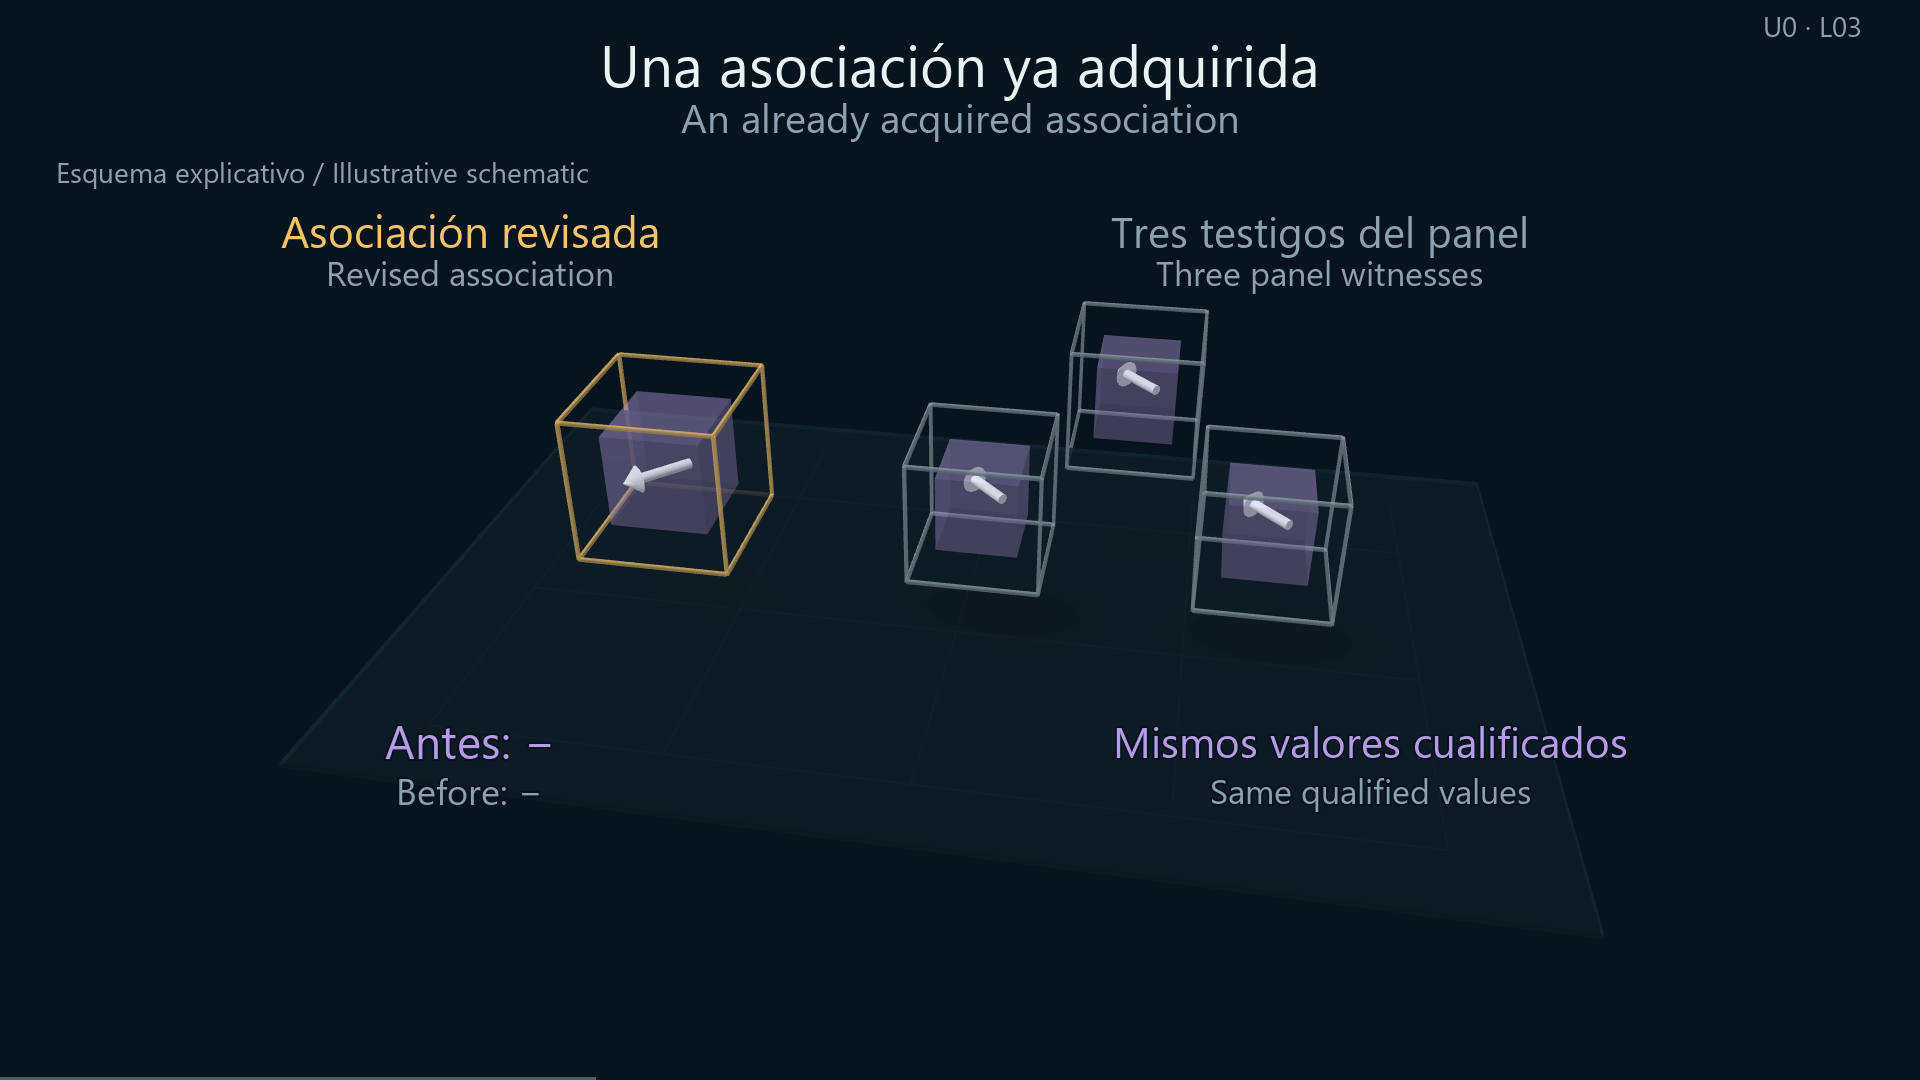 U0 · L03
Una asociación ya adquirida
An already acquired association
Esquema explicativo / Illustrative schematic
Asociación revisada
Revised association
Tres testigos del panel
Three panel witnesses
Antes: –
Before: –
Mismos valores cualificados
Same qualified values